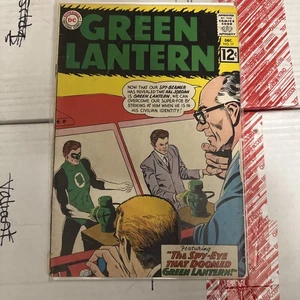 DC
GREEN
LANTERN
DEC.
12¢
NOW THAT OUR SPY-BEAMER
HAS REVEALED THAT HAL JORDAN
IS GREEN LANTERN, WE CAN
OVERCOME OUR SUPER-FOE BY
STRIKING AT HIM WHEN HE IS
IN HIS CIVILIAN IDENTITY!
Featuring
"The SPY-EYE
THAT DOOMED
GREEN LANTERN!"